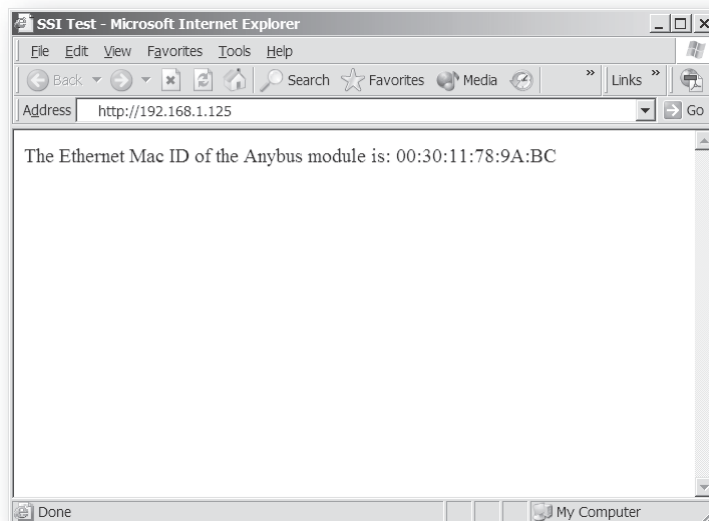 SSI Test - Microsoft Internet Explorer
File Edit View Favorites Tools Help
Back Search Favorites Media » Links »
Address http://192.168.1.125 Go
The Ethernet Mac ID of the Anybus module is: 00:30:11:78:9A:BC
Done My Computer